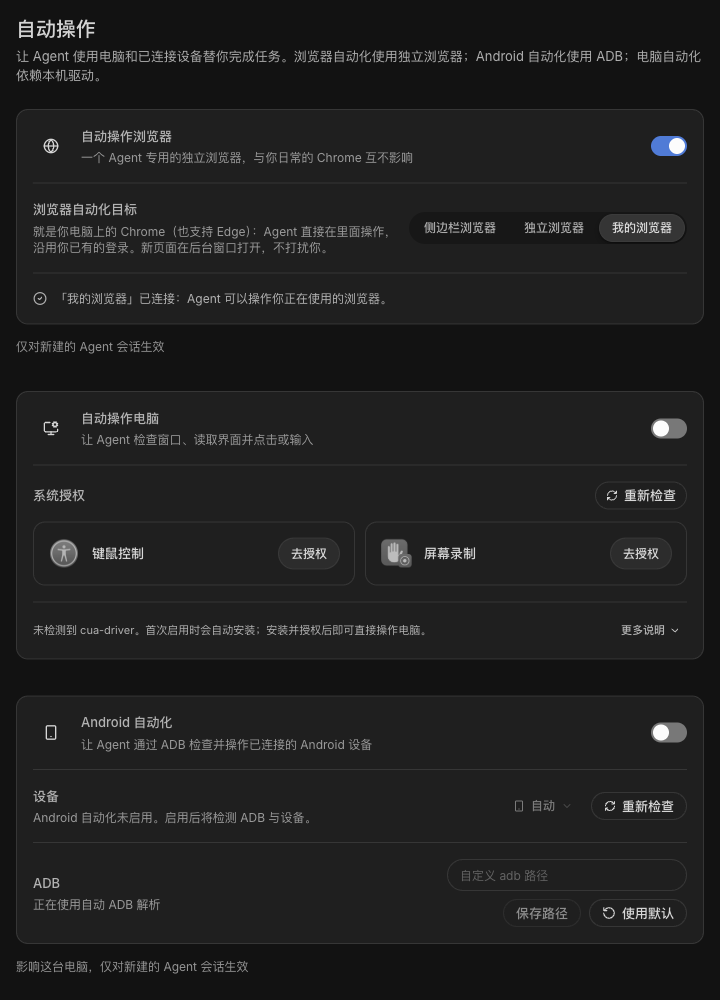 自动操作
让 Agent 使用电脑和已连接设备替你完成任务。浏览器自动化使用独立浏览器；Android 自动化使用 ADB；电脑自动化
依赖本机驱动。
自动操作浏览器
一个 Agent 专用的独立浏览器，与你日常的 Chrome 互不影响
浏览器自动化目标
就是你电脑上的 Chrome（也支持 Edge）：Agent 直接在里面操作，
沿用你已有的登录。新页面在后台窗口打开，不打扰你。
侧边栏浏览器
独立浏览器
我的浏览器
「我的浏览器」已连接：Agent 可以操作你正在使用的浏览器。
仅对新建的 Agent 会话生效
自动操作电脑
让 Agent 检查窗口、读取界面并点击或输入
系统授权
重新检查
键鼠控制
去授权
屏幕录制
去授权
未检测到 cua-driver。首次启用时会自动安装；安装并授权后即可直接操作电脑。
更多说明
Android 自动化
让 Agent 通过 ADB 检查并操作已连接的 Android 设备
设备
Android 自动化未启用。启用后将检测 ADB 与设备。
自动
重新检查
ADB
正在使用自动 ADB 解析
自定义 adb 路径
保存路径
使用默认
影响这台电脑，仅对新建的 Agent 会话生效